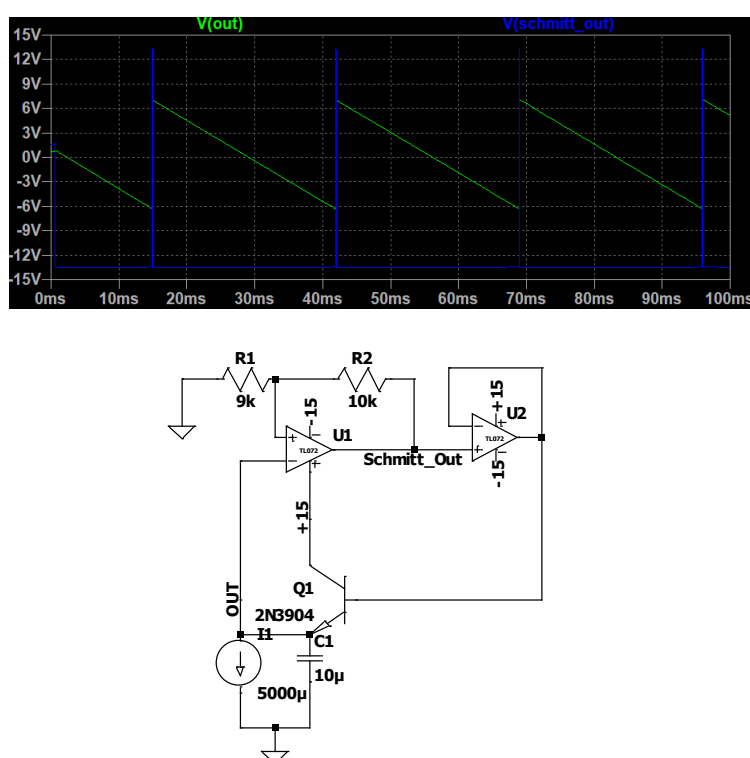 V(out) V(schmitt_out)
15V
12V
9V
6V
3V
0V
-3V
-6V
-9V
-12V
-15V
0ms 10ms 20ms 30ms 40ms 50ms 60ms 70ms 80ms 90ms 100ms
R1 R2
9k 10k
-15
U1
TL072
+15
U2
TL072
-15
Schmitt_Out
+15
OUT
Q1
2N3904
I1
C1
10µ
5000µ